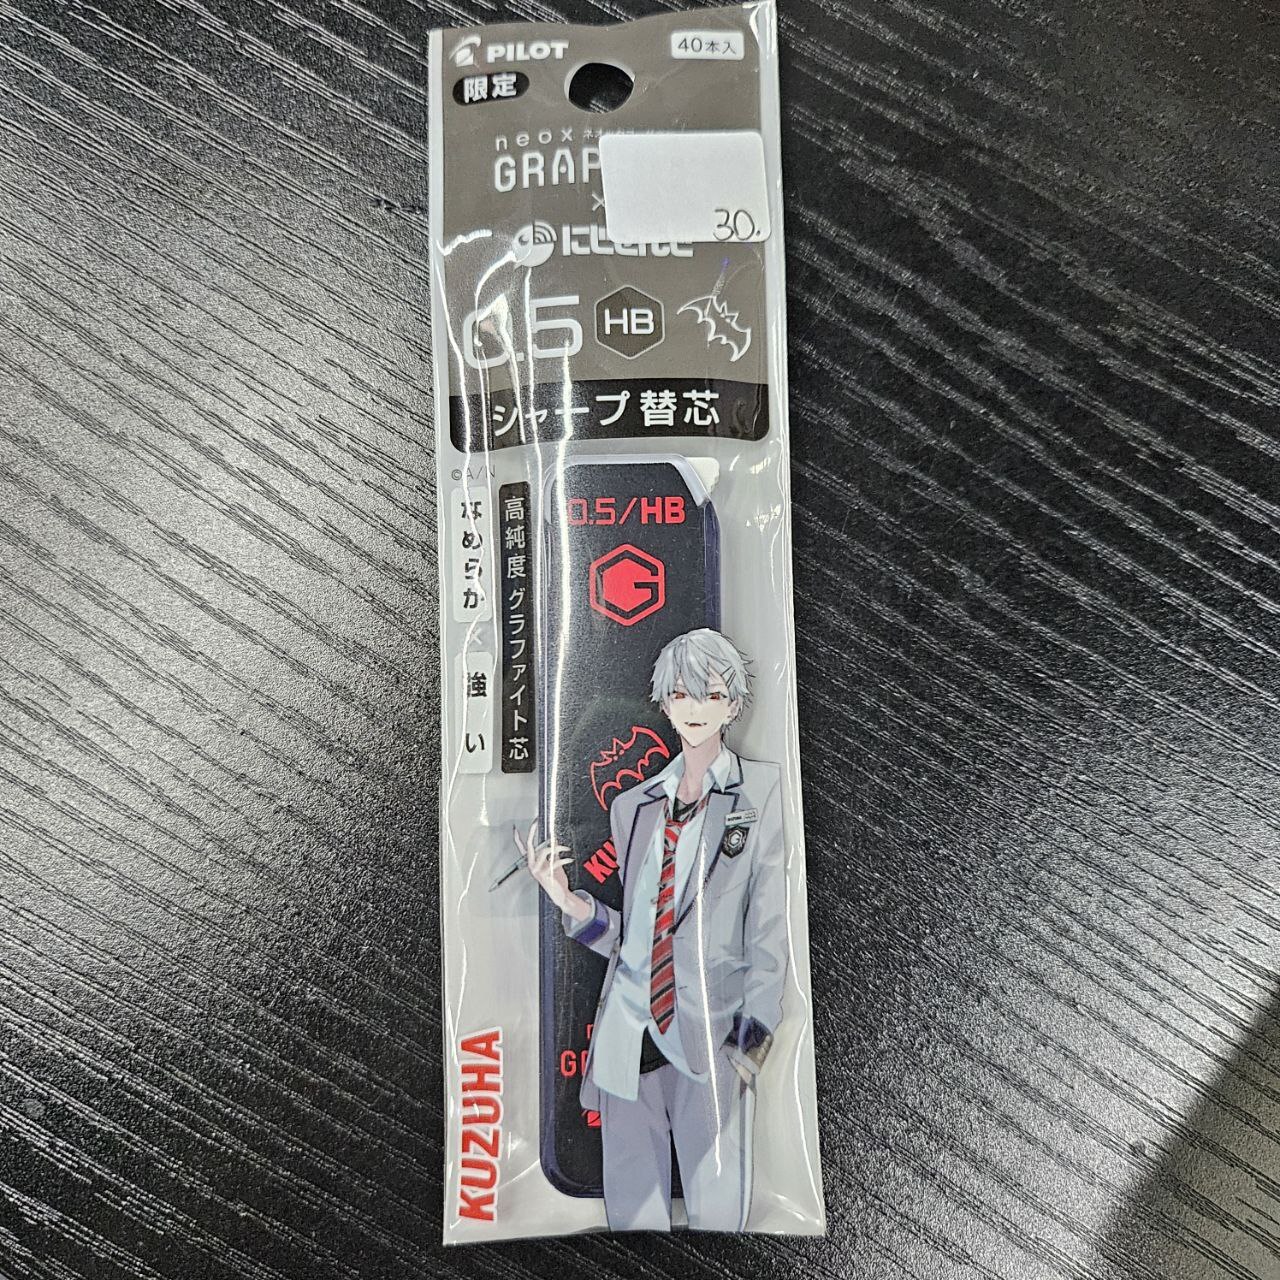 PILOT
40本入
限定
neox
GRAP
×
にじさんじ
30.
0.5 HB
シャープ替芯
©A/N
なめらか×強い
高純度グラファイト芯
0.5/HB
G
KUZUHA